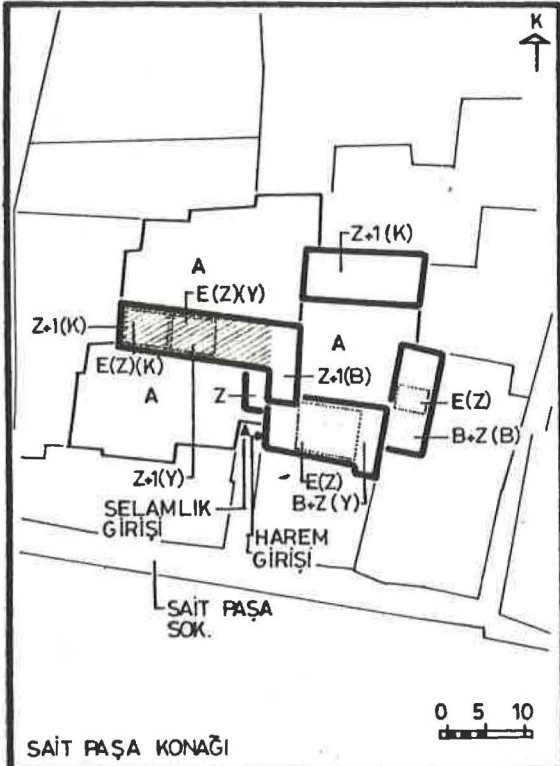 K
Z+1(K)
A
E(Z)(Y)
Z+1(K)
A
Z+1(B)
E(Z)(K)
A
Z
E(Z)
B+Z(B)
Z+1(Y)
E(Z)
B+Z(Y)
SELAMLIK
GİRİŞİ
HAREM
GİRİŞİ
SAİT PAŞA
SOK.
0 5 10
SAİT PAŞA KONAĞI